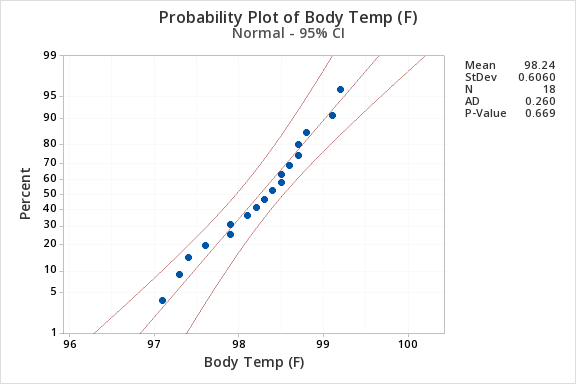 Probability Plot of Body Temp (F)
Normal - 95% CI
Mean 98.24
StDev 0.6060
N 18
AD 0.260
P-Value 0.669
99
95
90
80
70
60
50
40
30
20
10
5
1
Percent
96 97 98 99 100
Body Temp (F)